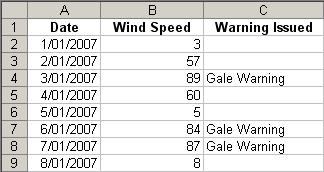 A B C
1 Date Wind Speed Warning Issued
2 1/01/2007 3
3 2/01/2007 57
4 3/01/2007 89 Gale Warning
5 4/01/2007 60
6 5/01/2007 5
7 6/01/2007 84 Gale Warning
8 7/01/2007 87 Gale Warning
9 8/01/2007 8